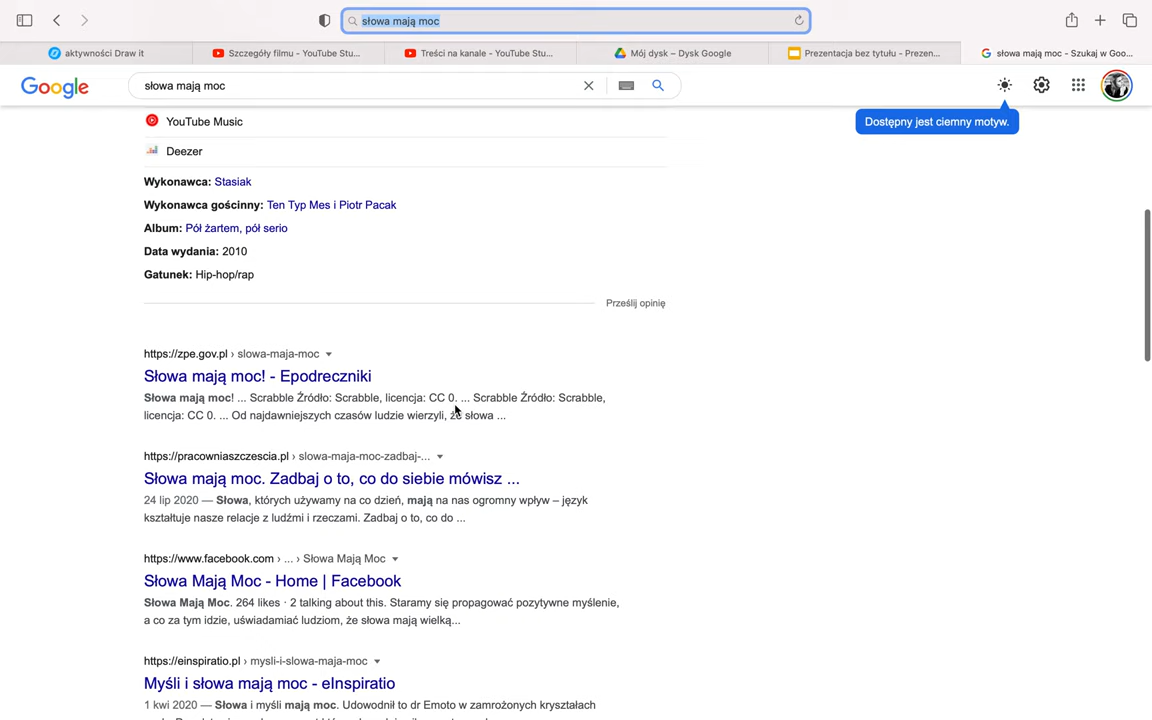 słowa mają moc
aktywności Draw it
Szczegóły filmu - YouTube Stu...
Treści na kanale - YouTube Stu...
Mój dysk – Dysk Google
Prezentacja bez tytułu - Prezen...
słowa mają moc - Szukaj w Goo...
Google
słowa mają moc
Dostępny jest ciemny motyw.
YouTube Music
Deezer
Wykonawca: Stasiak
Wykonawca gościnny: Ten Typ Mes i Piotr Pacak
Album: Pół żartem, pół serio
Data wydania: 2010
Gatunek: Hip-hop/rap
Prześlij opinię
https://zpe.gov.pl › slowa-maja-moc
Słowa mają moc! - Epodreczniki
Słowa mają moc! ... Scrabble Źródło: Scrabble, licencja: CC 0. ... Scrabble Źródło: Scrabble,
licencja: CC 0. ... Od najdawniejszych czasów ludzie wierzyli, że słowa ...
https://pracowniaszczescia.pl › slowa-maja-moc-zadbaj-...
Słowa mają moc. Zadbaj o to, co do siebie mówisz ...
24 lip 2020 — Słowa, których używamy na co dzień, mają na nas ogromny wpływ – język
kształtuje nasze relacje z ludźmi i rzeczami. Zadbaj o to, co do ...
https://www.facebook.com › ... › Słowa Mają Moc
Słowa Mają Moc - Home | Facebook
Słowa Mają Moc. 264 likes · 2 talking about this. Staramy się propagować pozytywne myślenie,
a co za tym idzie, uświadamiać ludziom, że słowa mają wielką...
https://einspiratio.pl › mysli-i-slowa-maja-moc
Myśli i słowa mają moc - eInspiratio
1 kwi 2020 — Słowa i myśli mają moc. Udowodnił to dr Emoto w zamrożonych kryształach